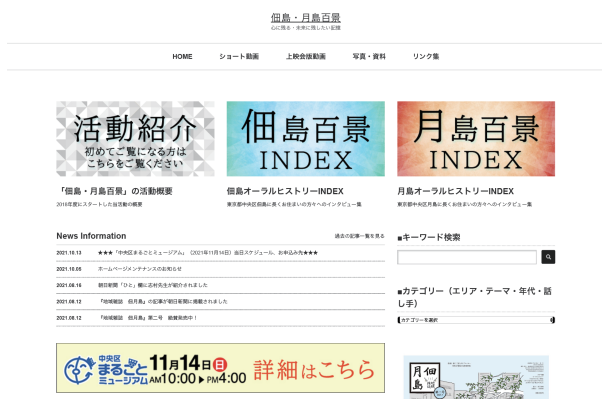 佃島・月島百景
心に残る・未来に残したい記憶
HOME ショート動画 上映会版動画 写真・資料 リンク集
活動紹介
初めてご覧になる方は
こちらをご覧ください
佃島百景
INDEX
月島百景
INDEX
「佃島・月島百景」の活動概要
2018年度にスタートした当活動の概要
佃島オーラルヒストリーINDEX
東京都中央区佃島に長くお住まいの方々へのインタビュー集
月島オーラルヒストリーINDEX
東京都中央区月島に長くお住まいの方々へのインタビュー集
News Information 過去の記事一覧を見る
2021.10.13 ★★★「中央区まるごとミュージアム」（2021年11月14日）当日スケジュール、お申込み先★★★
2021.10.05 ホームページメンテナンスのお知らせ
2021.08.16 朝日新聞「ひと」欄に志村先生が紹介されました
2021.08.12 『地域雑誌 佃月島』の記事が朝日新聞に掲載されました
2021.08.12 『地域雑誌 佃月島』第二号 絶賛発売中！
■キーワード検索
■カテゴリー（エリア・テーマ・年代・話し手）
カテゴリーを選択
中央区
まるごと
ミュージアム
11月14日日
AM10:00▶PM4:00
詳細はこちら
佃島
月島